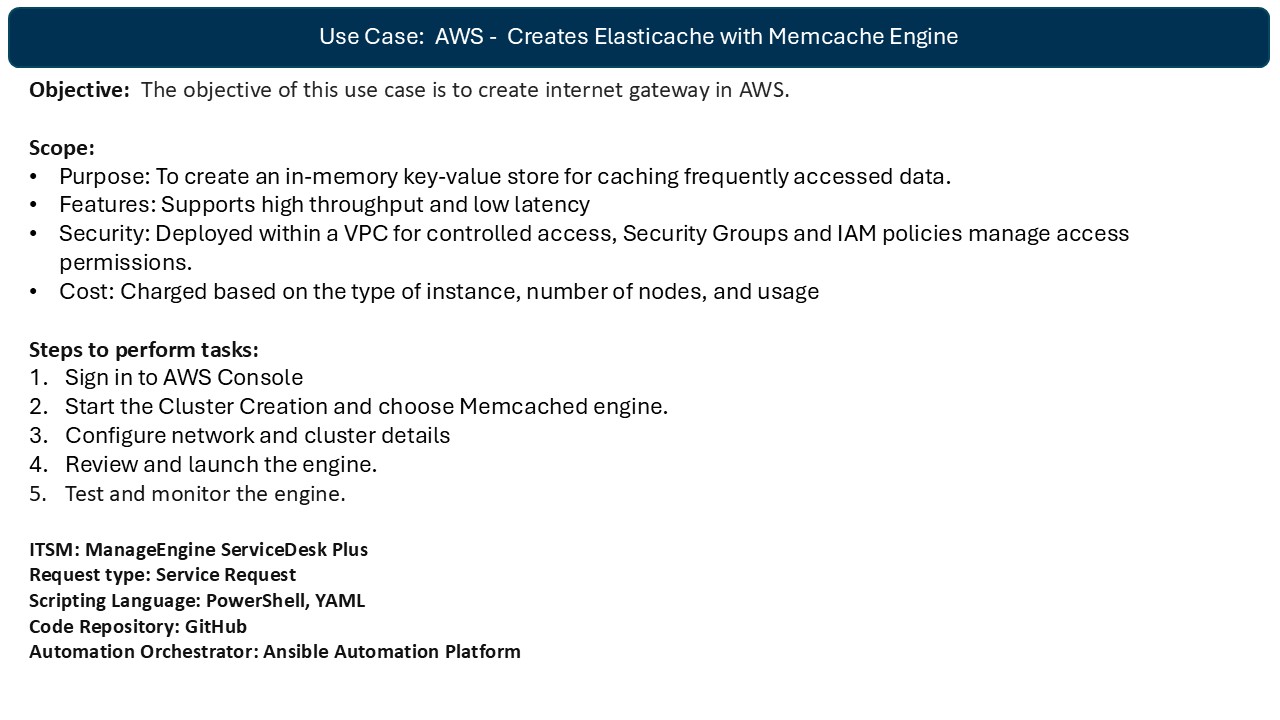 Use Case:  AWS -  Creates Elasticache with Memcache Engine
Objective:  The objective of this use case is to create internet gateway in AWS.
Scope:
• Purpose: To create an in-memory key-value store for caching frequently accessed data.
• Features: Supports high throughput and low latency
• Security: Deployed within a VPC for controlled access, Security Groups and IAM policies manage access
permissions.
• Cost: Charged based on the type of instance, number of nodes, and usage
Steps to perform tasks:
1. Sign in to AWS Console
2. Start the Cluster Creation and choose Memcached engine.
3. Configure network and cluster details
4. Review and launch the engine.
5. Test and monitor the engine.
ITSM: ManageEngine ServiceDesk Plus
Request type: Service Request
Scripting Language: PowerShell, YAML
Code Repository: GitHub
Automation Orchestrator: Ansible Automation Platform